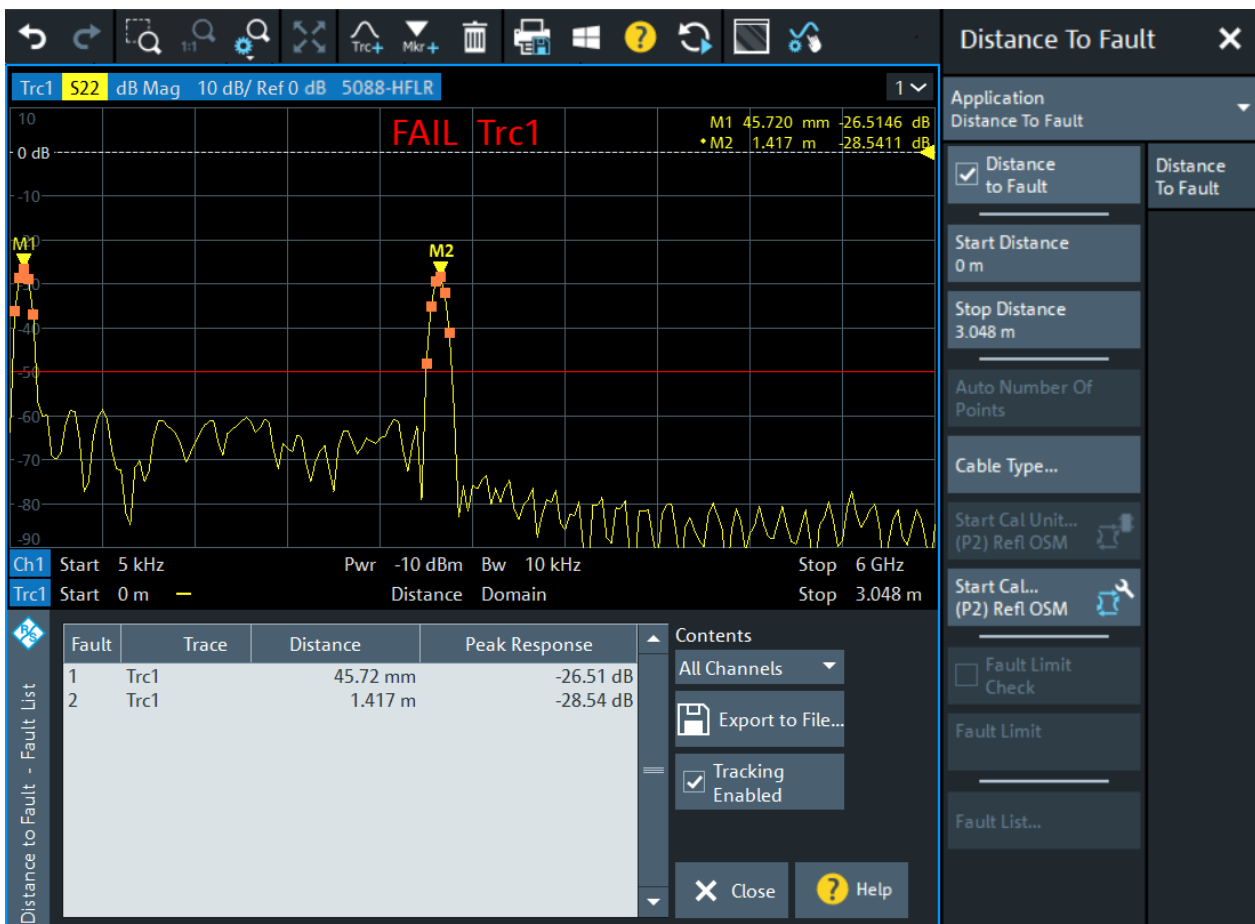 1:1
Trc+
Mkr+
?
Distance To Fault
Trc1 S22 dB Mag 10 dB/ Ref 0 dB 5088-HFLR
1
FAIL Trc1
M1 45.720 mm -26.5146 dB
•M2 1.417 m -28.5411 dB
10
0 dB
-10
-20
-30
-40
-50
-60
-70
-80
-90
M1
M2
Ch1 Start 5 kHz Pwr -10 dBm Bw 10 kHz Stop 6 GHz
Trc1 Start 0 m Distance Domain Stop 3.048 m
R/S
Distance to Fault - Fault List
Fault Trace Distance Peak Response
1 Trc1 45.72 mm -26.51 dB
2 Trc1 1.417 m -28.54 dB
Contents
All Channels
Export to File...
Tracking
Enabled
Close
? Help
Application
Distance To Fault
Distance
to Fault
Distance
To Fault
Start Distance
0 m
Stop Distance
3.048 m
Auto Number Of
Points
Cable Type...
Start Cal Unit...
(P2) Refl OSM
Start Cal...
(P2) Refl OSM
Fault Limit
Check
Fault Limit
Fault List...